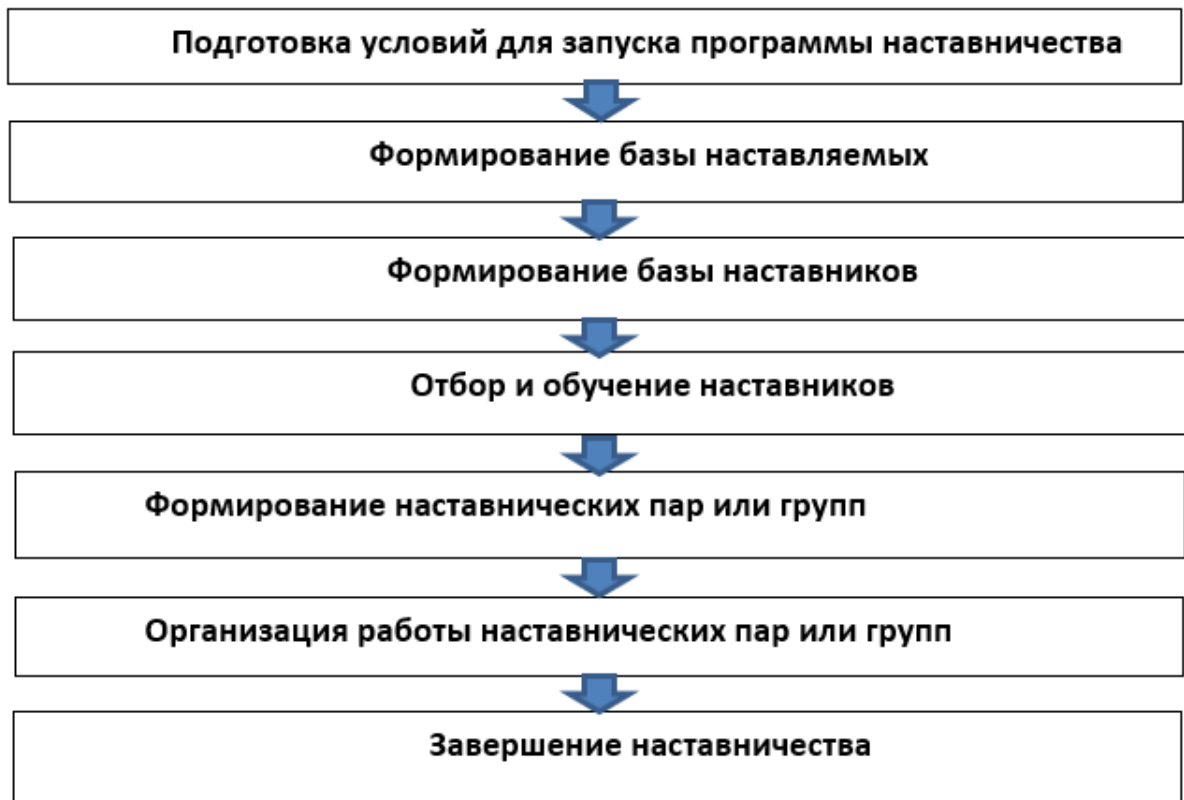 Подготовка условий для запуска программы наставничества
Формирование базы наставляемых
Формирование базы наставников
Отбор и обучение наставников
Формирование наставнических пар или групп
Организация работы наставнических пар или групп
Завершение наставничества